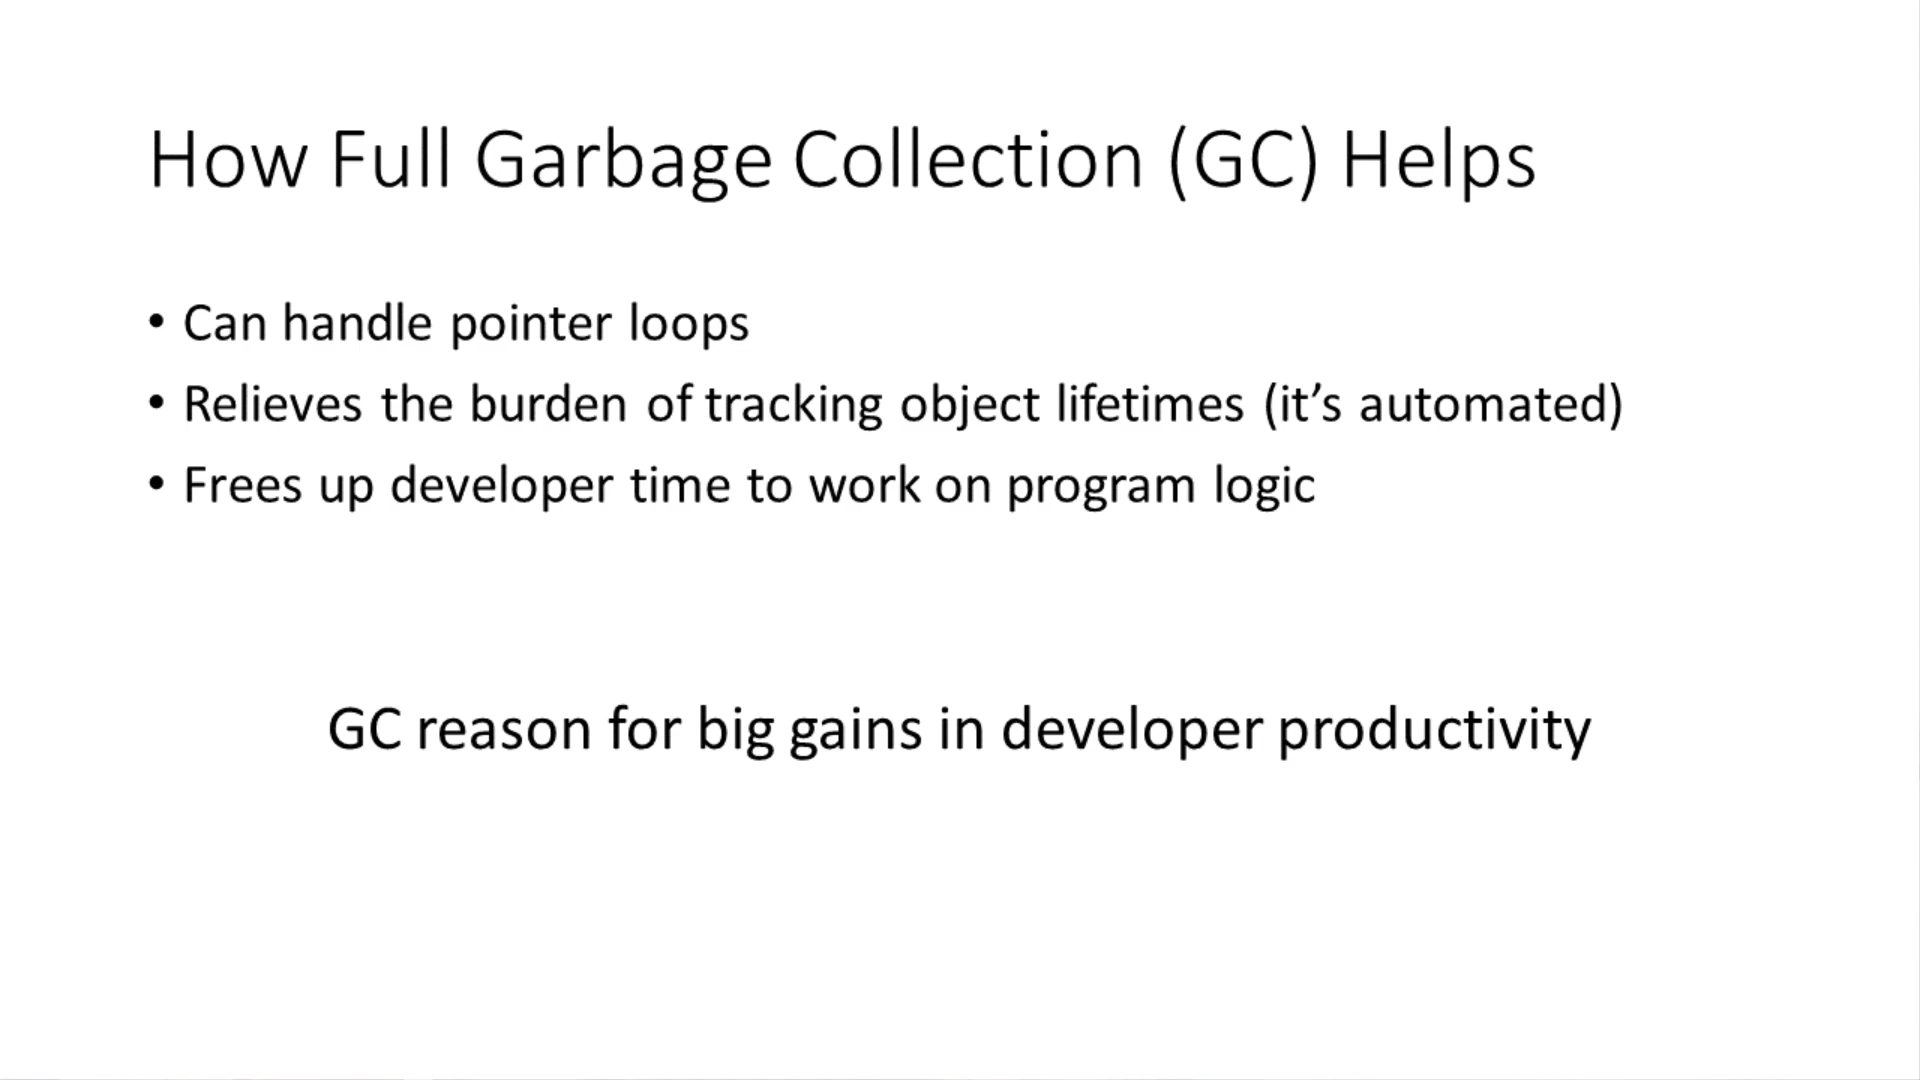 How Full Garbage Collection (GC) Helps
• Can handle pointer loops
• Relieves the burden of tracking object lifetimes (it’s automated)
• Frees up developer time to work on program logic
GC reason for big gains in developer productivity